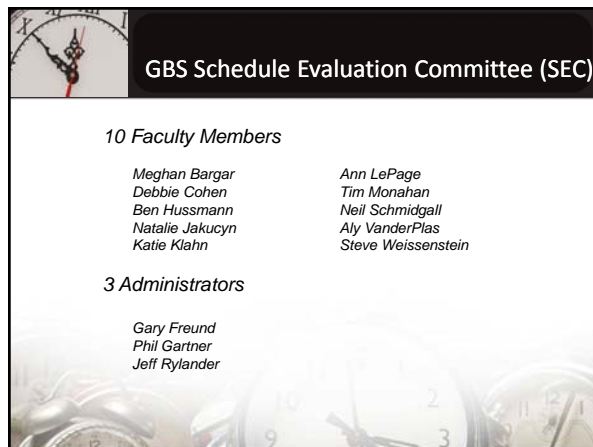 GBS Schedule Evaluation Committee (SEC)
10 Faculty Members
Meghan Bargar
Debbie Cohen
Ben Hussmann
Natalie Jakucyn
Katie Klahn
Ann LePage
Tim Monahan
Neil Schmidgall
Aly VanderPlas
Steve Weissenstein
3 Administrators
Gary Freund
Phil Gartner
Jeff Rylander